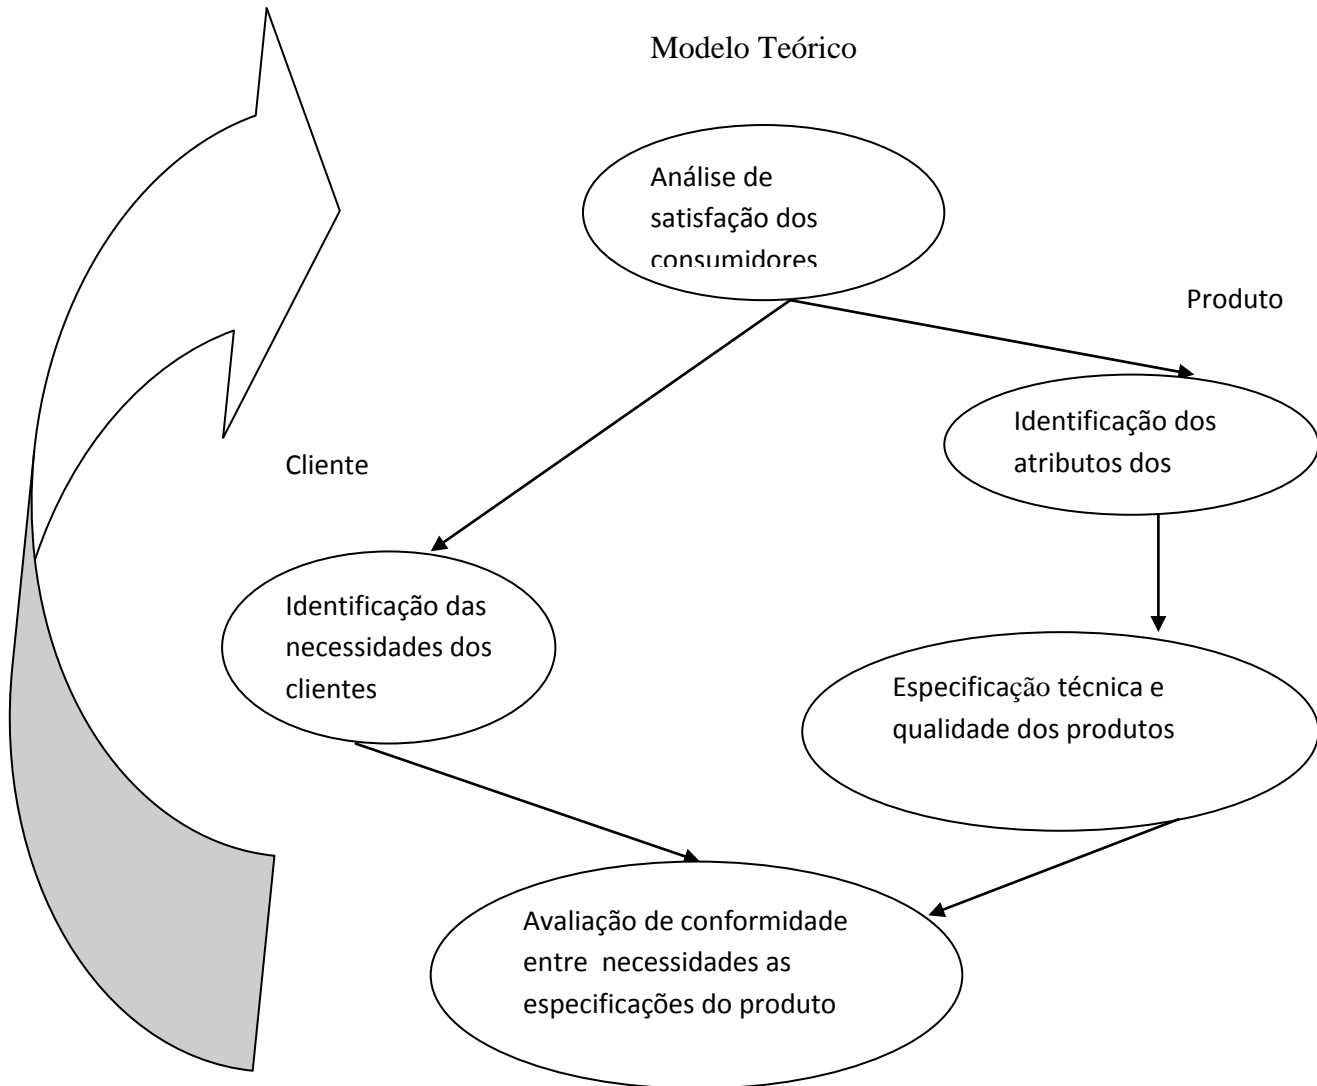 Modelo Teórico
Análise de
satisfação dos
consumidores
Produto
Identificação dos
atributos dos
Cliente
Identificação das
necessidades dos
clientes
Especificação técnica e
qualidade dos produtos
Avaliação de conformidade
entre  necessidades as
especificações do produto